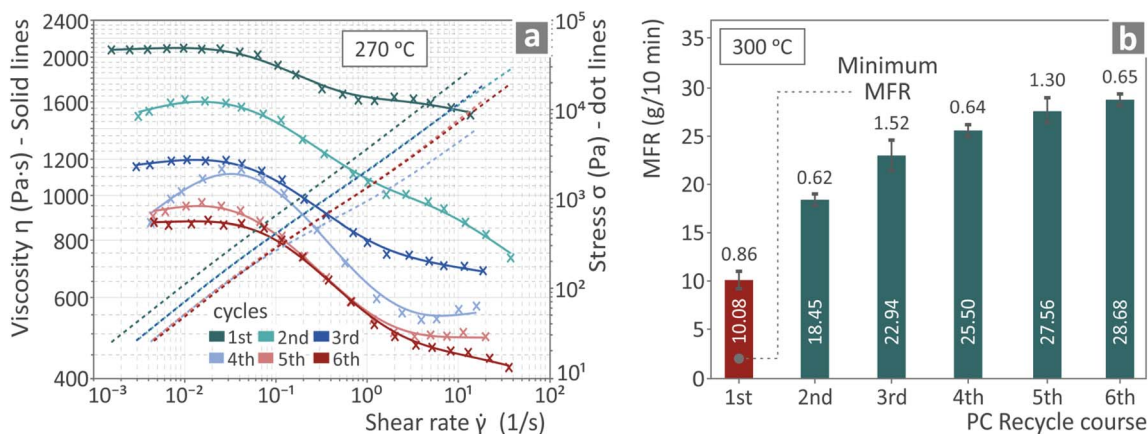 a
270 °C
Viscosity η (Pa·s) - Solid lines
2400
2000
1600
1200
1000
800
600
400
10⁻³
10⁻²
10⁻¹
10⁰
10¹
10²
Shear rate γ̇ (1/s)
Stress σ (Pa) - dot lines
10⁵
10⁴
10³
10²
10¹
cycles
1st 2nd 3rd
4th 5th 6th
b
300 °C
MFR (g/10 min)
35
30
25
20
15
10
5
0
Minimum
MFR
0.86
0.62
1.52
0.64
1.30
0.65
10.08
18.45
22.94
25.50
27.56
28.68
1st 2nd 3rd 4th 5th 6th
PC Recycle course